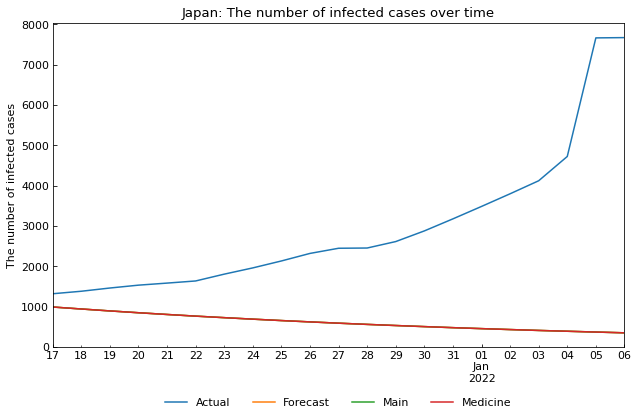 Japan: The number of infected cases over time
The number of infected cases
8000
7000
6000
5000
4000
3000
2000
1000
0
17 18 19 20 21 22 23 24 25 26 27 28 29 30 31 01 02 03 04 05 06
Jan
2022
Actual Forecast Main Medicine